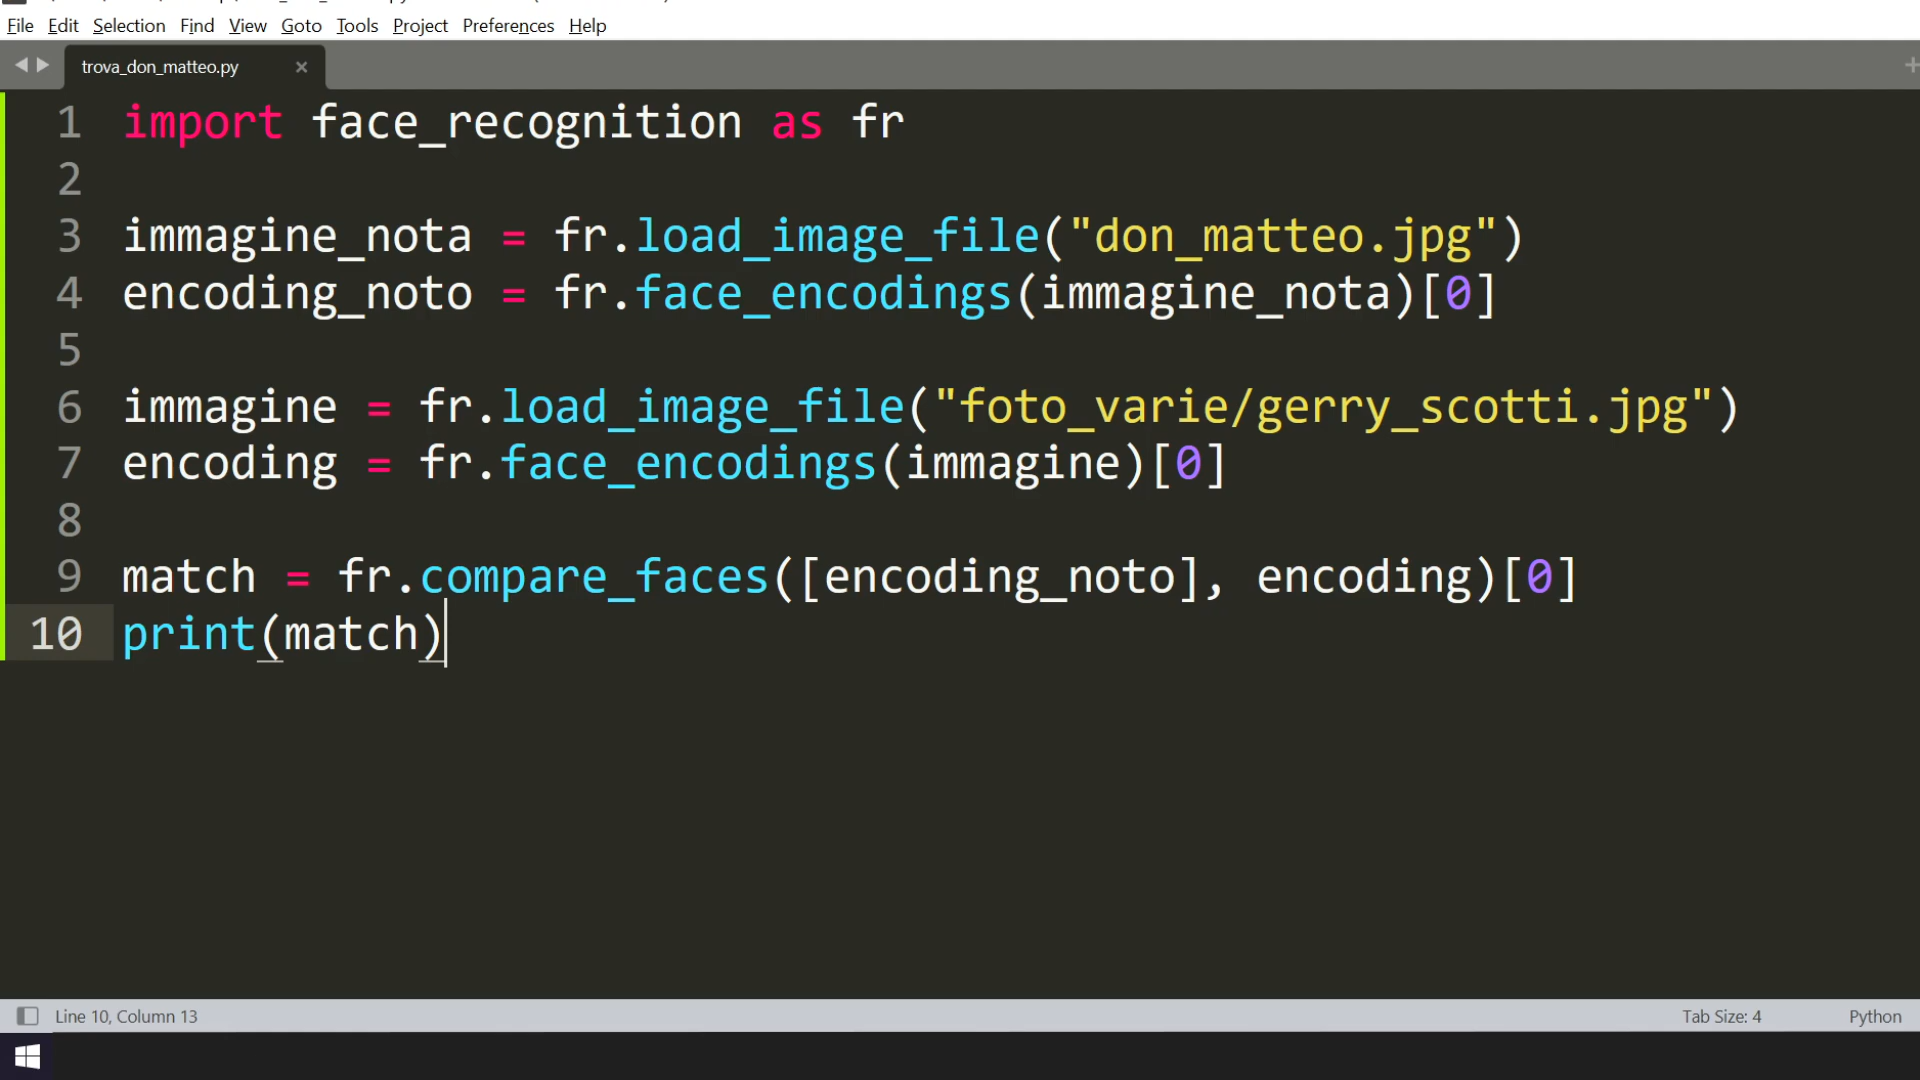 File Edit Selection Find View Goto Tools Project Preferences Help
trova_don_matteo.py ×
1 import face_recognition as fr
2
3 immagine_nota = fr.load_image_file("don_matteo.jpg")
4 encoding_noto = fr.face_encodings(immagine_nota)[0]
5
6 immagine = fr.load_image_file("foto_varie/gerry_scotti.jpg")
7 encoding = fr.face_encodings(immagine)[0]
8
9 match = fr.compare_faces([encoding_noto], encoding)[0]
10 print(match)
Line 10, Column 13 Tab Size: 4 Python